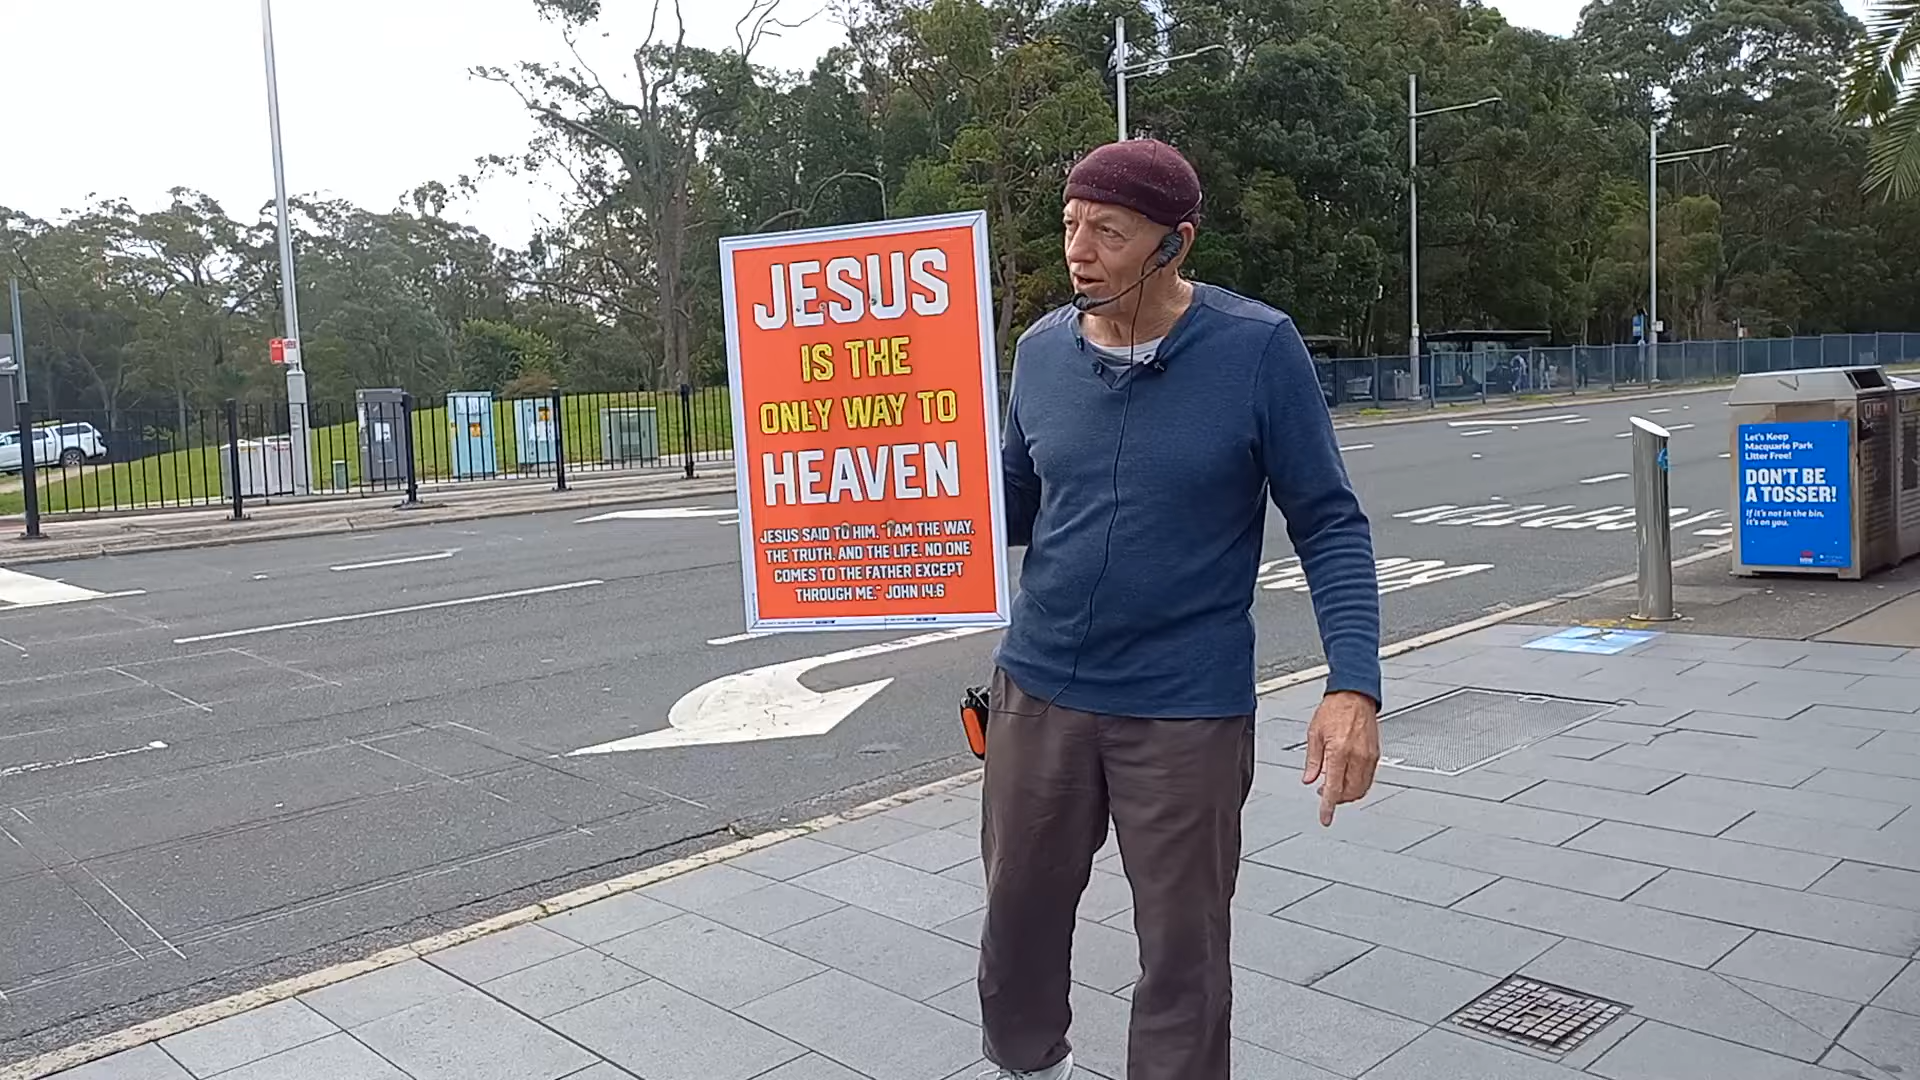 JESUS
IS THE
ONLY WAY TO
HEAVEN
JESUS SAID TO HIM, "I AM THE WAY,
THE TRUTH, AND THE LIFE. NO ONE
COMES TO THE FATHER EXCEPT
THROUGH ME." JOHN 14:6
Let's Keep
Macquarie Park
Litter Free!
DON'T BE
A TOSSER!
If it's not in the bin,
it's on you.